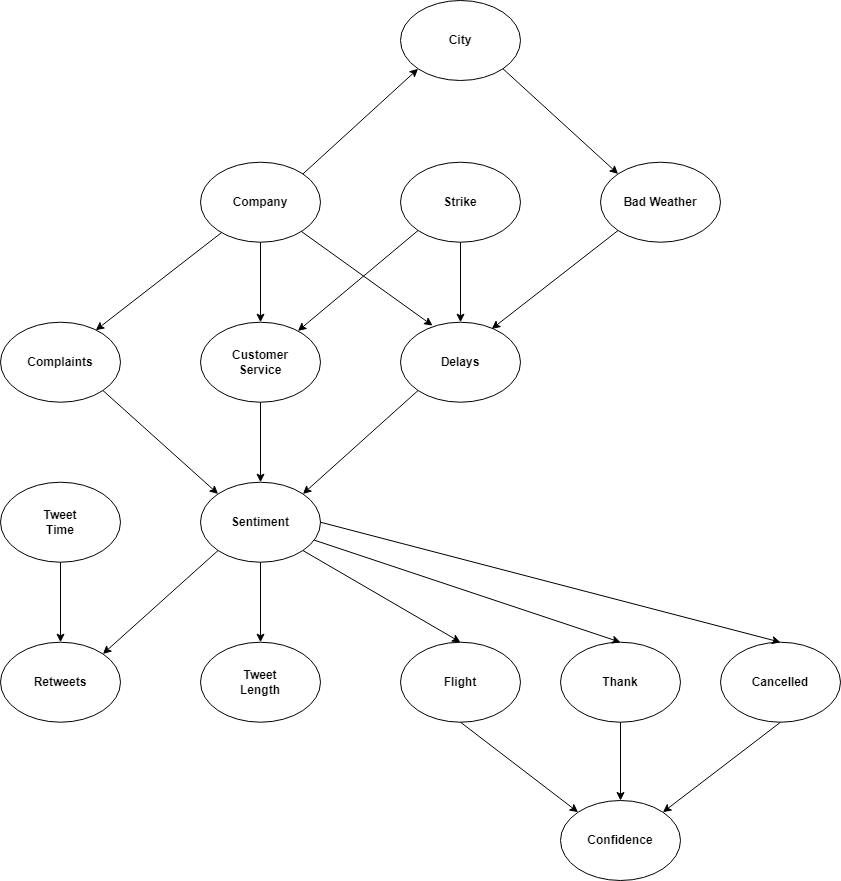 City
Company
Strike
Bad Weather
Complaints
Customer
Service
Delays
Tweet
Time
Sentiment
Retweets
Tweet
Length
Flight
Thank
Cancelled
Confidence